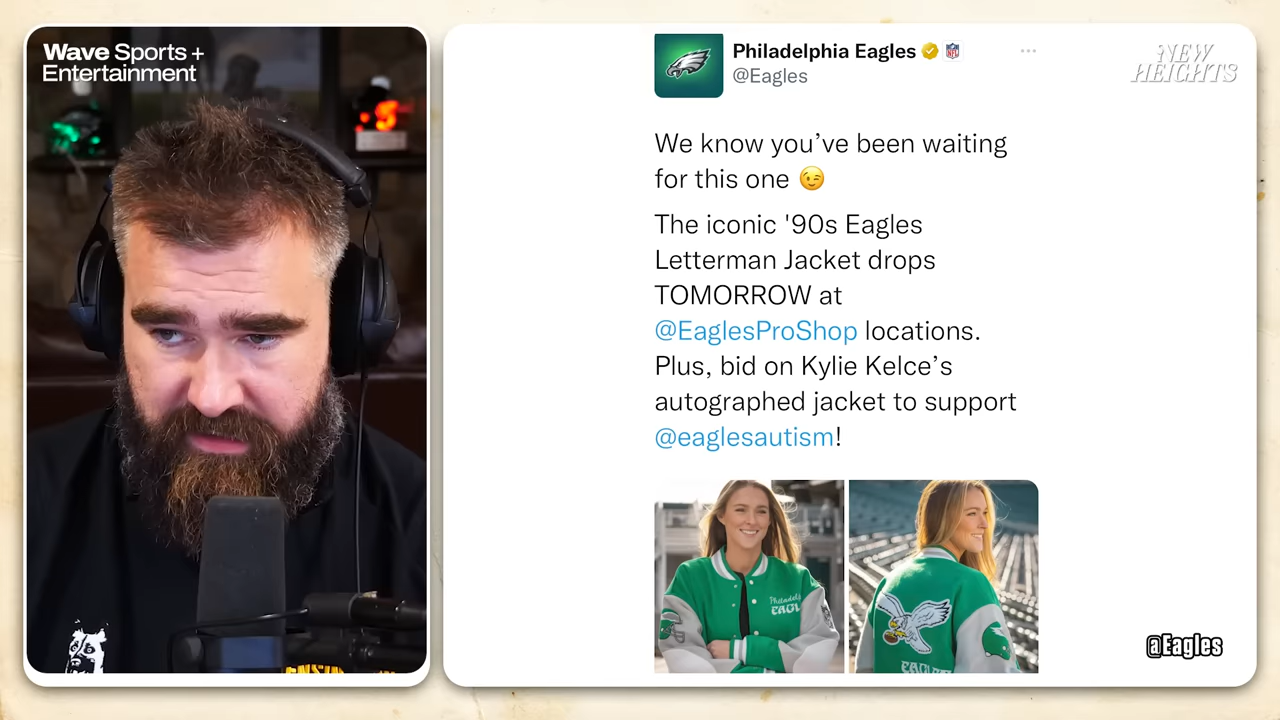 Wave Sports +
Entertainment
Philadelphia Eagles
@Eagles
NEW
HEIGHTS
We know you’ve been waiting
for this one 😉
The iconic '90s Eagles
Letterman Jacket drops
TOMORROW at
@EaglesProShop locations.
Plus, bid on Kylie Kelce’s
autographed jacket to support
@eaglesautism!
EAGLES
@Eagles